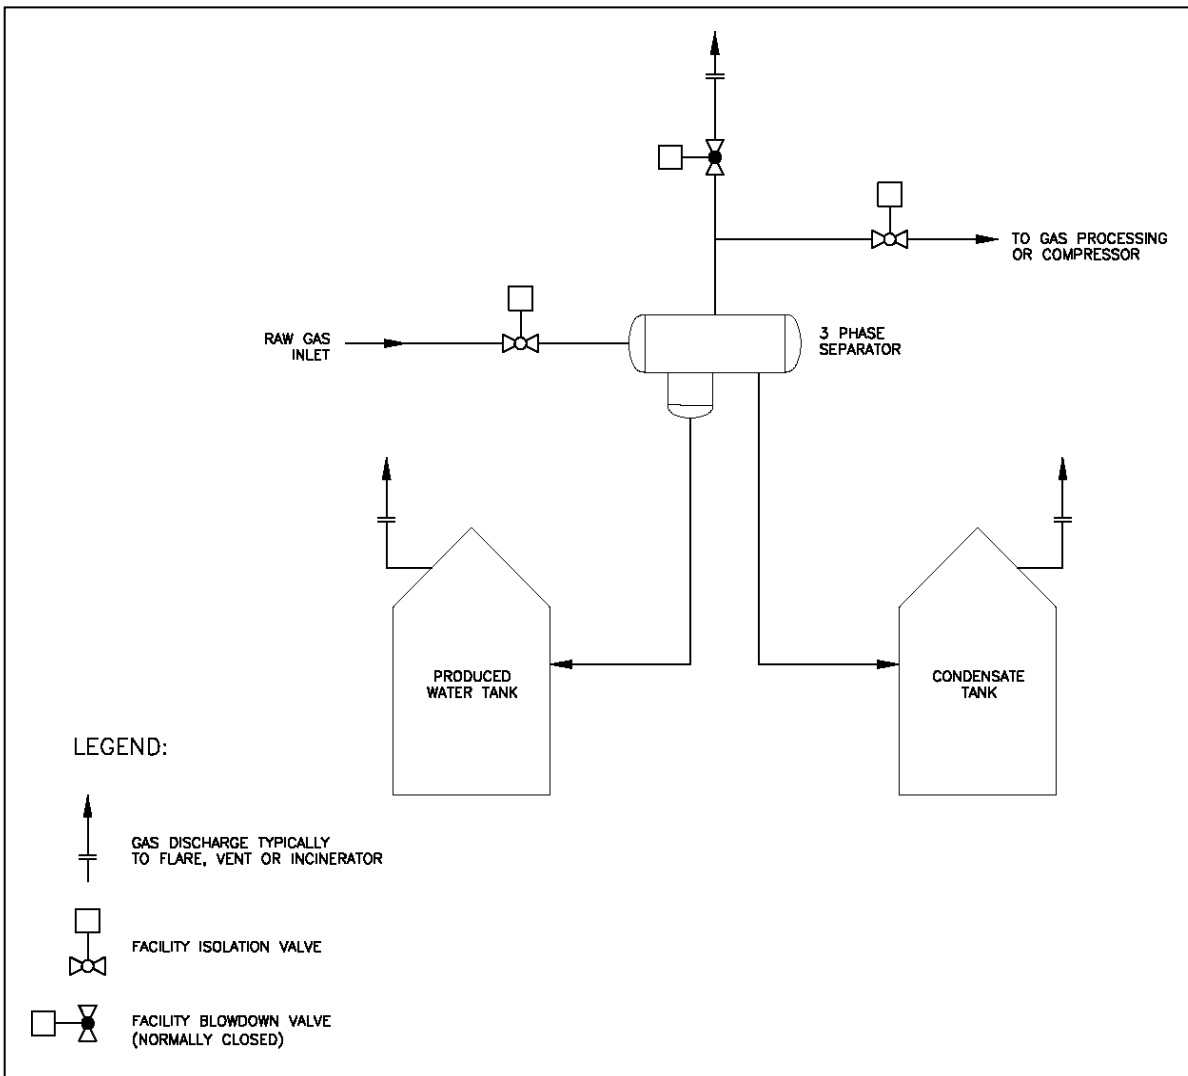 TO GAS PROCESSING
OR COMPRESSOR
RAW GAS
INLET
3 PHASE
SEPARATOR
PRODUCED
WATER TANK
CONDENSATE
TANK
LEGEND:
GAS DISCHARGE TYPICALLY
TO FLARE, VENT OR INCINERATOR
FACILITY ISOLATION VALVE
FACILITY BLOWDOWN VALVE
(NORMALLY CLOSED)